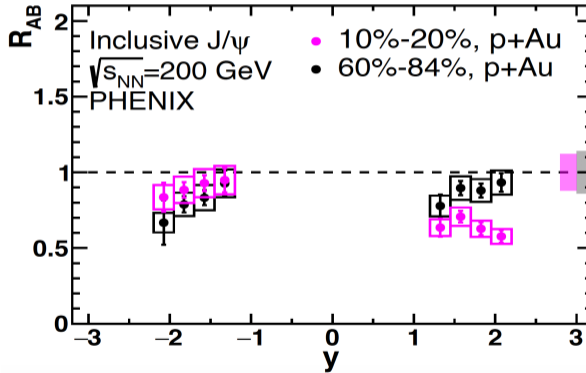 R_AB
2
1.5
1
0.5
0
Inclusive J/ψ
√s_NN=200 GeV
PHENIX
10%-20%, p+Au
60%-84%, p+Au
−3 −2 −1 0 1 2 3
y